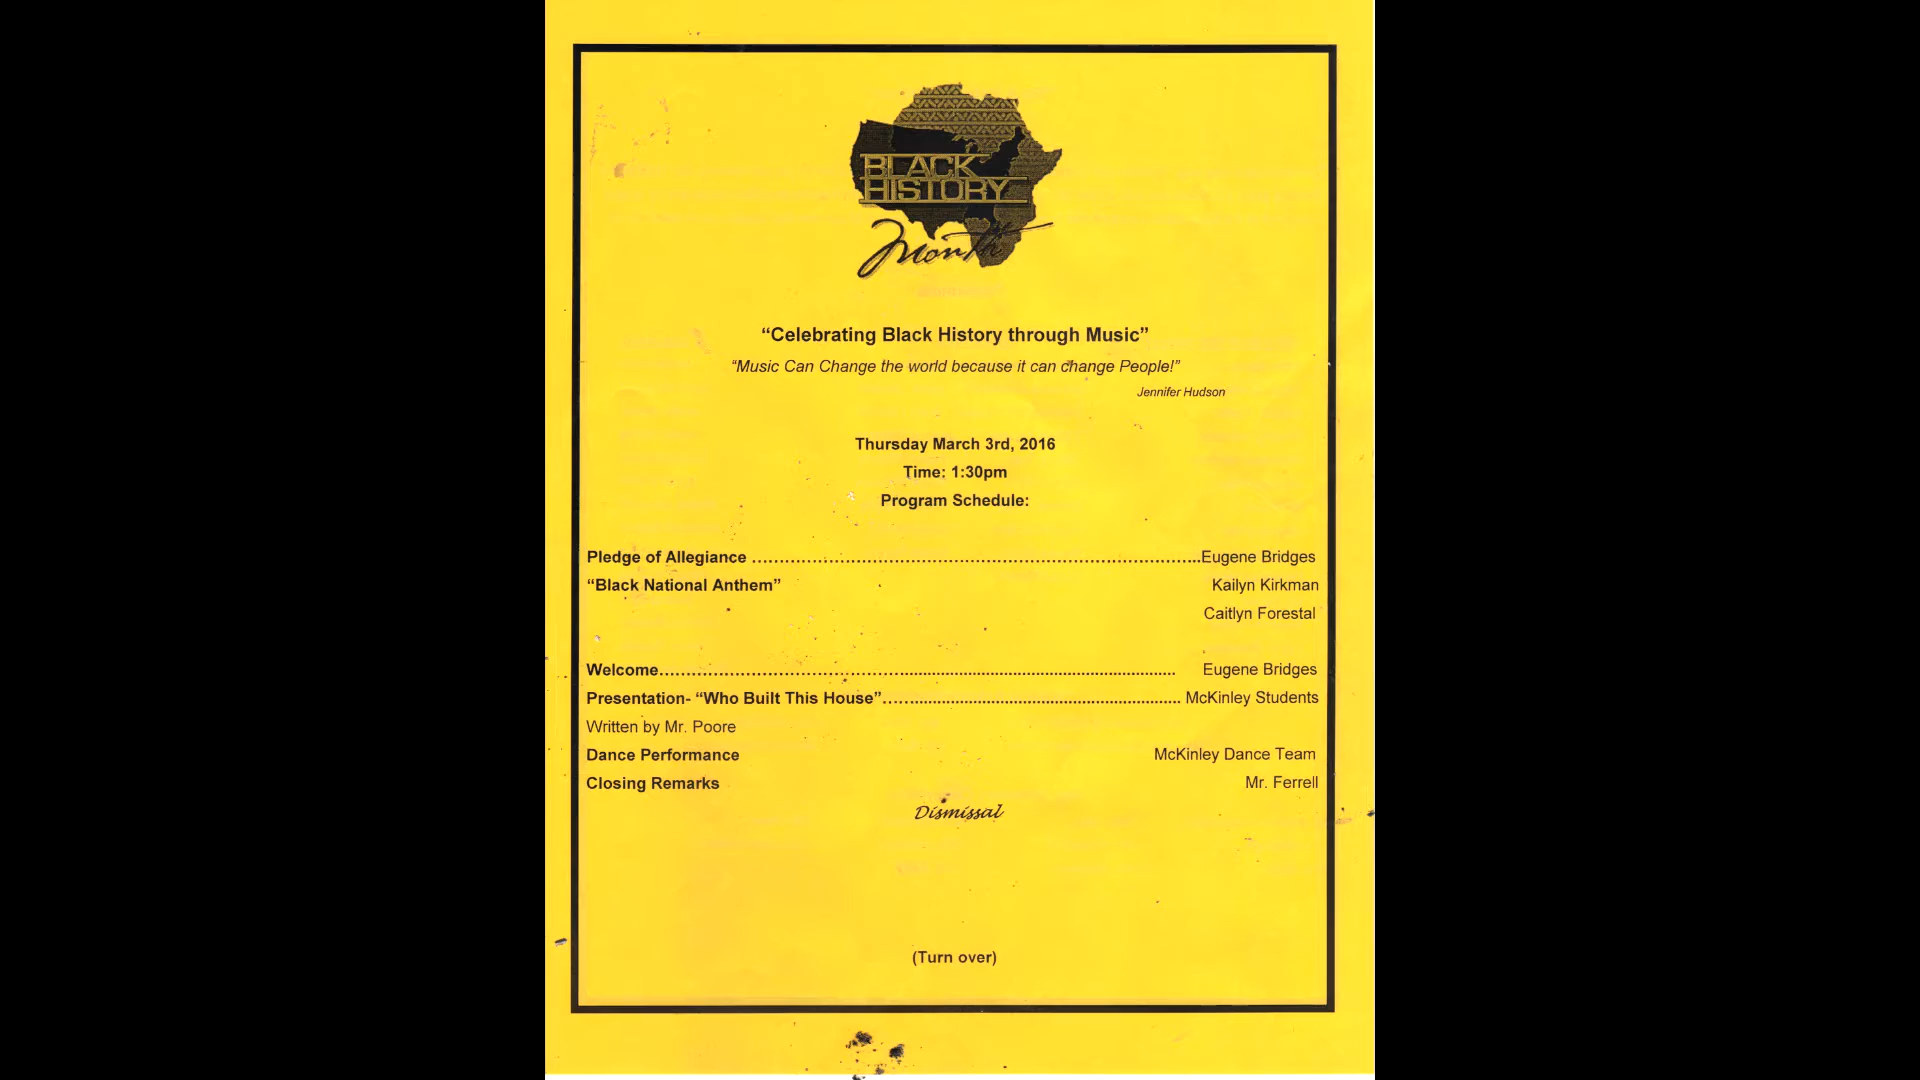 BLACK
HISTORY
Month
“Celebrating Black History through Music”
“Music Can Change the world because it can change People!”
Jennifer Hudson
Thursday March 3rd, 2016
Time: 1:30pm
Program Schedule:
Pledge of Allegiance ........................................................................................Eugene Bridges
“Black National Anthem” Kailyn Kirkman
Caitlyn Forestal
Welcome.................................................................................................... Eugene Bridges
Presentation- “Who Built This House”.......................................................... McKinley Students
Written by Mr. Poore
Dance Performance McKinley Dance Team
Closing Remarks Mr. Ferrell
Dismissal
(Turn over)